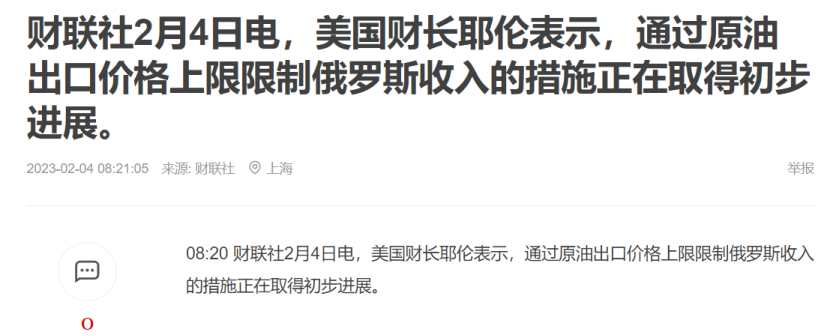 财联社2月4日电，美国财长耶伦表示，通过原油
出口价格上限限制俄罗斯收入的措施正在取得初步
进展。
2023-02-04 08:21:05 来源: 财联社 上海 举报
08:20 财联社2月4日电，美国财长耶伦表示，通过原油出口价格上限限制俄罗斯收入
的措施正在取得初步进展。
0